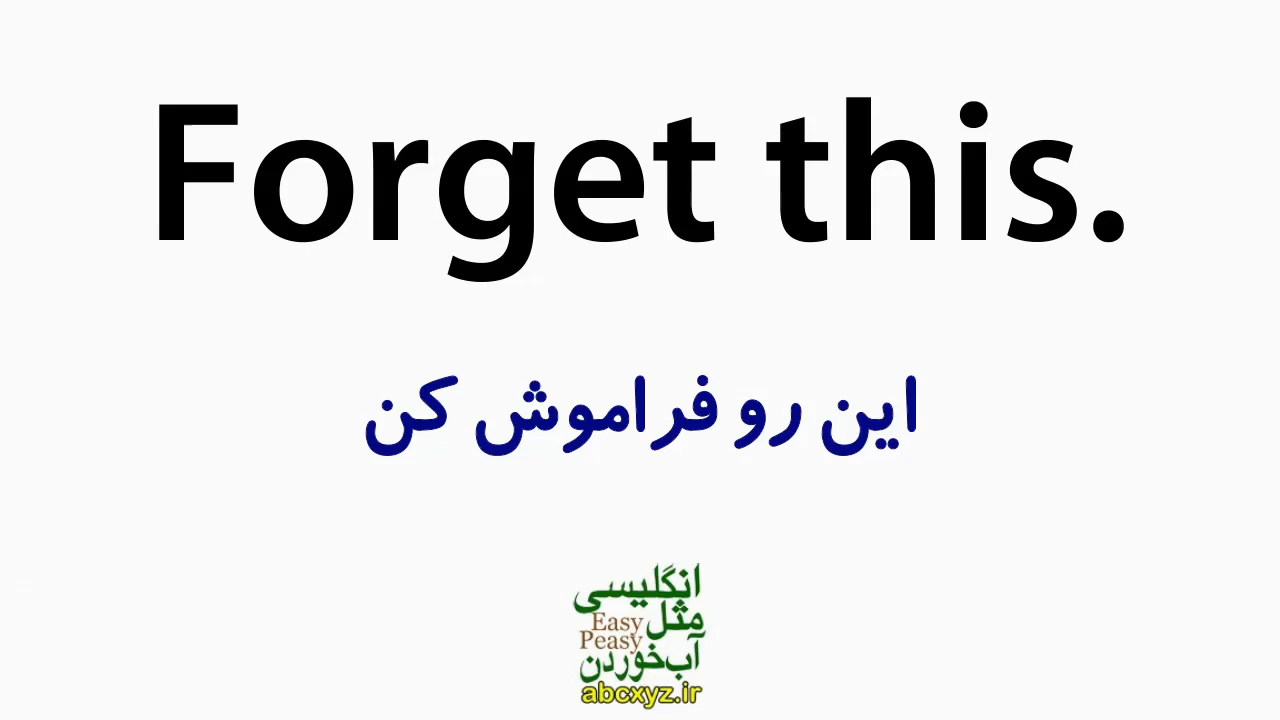 Forget this.
این رو فراموش کن
انگلیسی
مثل
Easy
Peasy
آب‌خوردن
abcxyz.ir